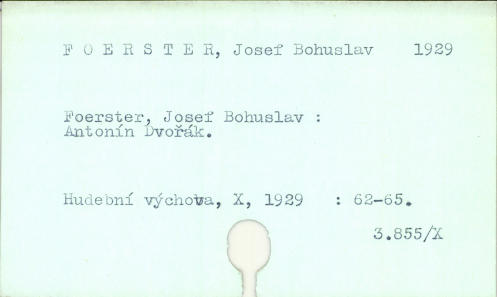 F O E R S T E R, Josef Bohuslav 1929
Foerster, Josef Bohuslav :
Antonín Dvořák.
Hudební výchova, X, 1929 : 62-65.
3.855/X